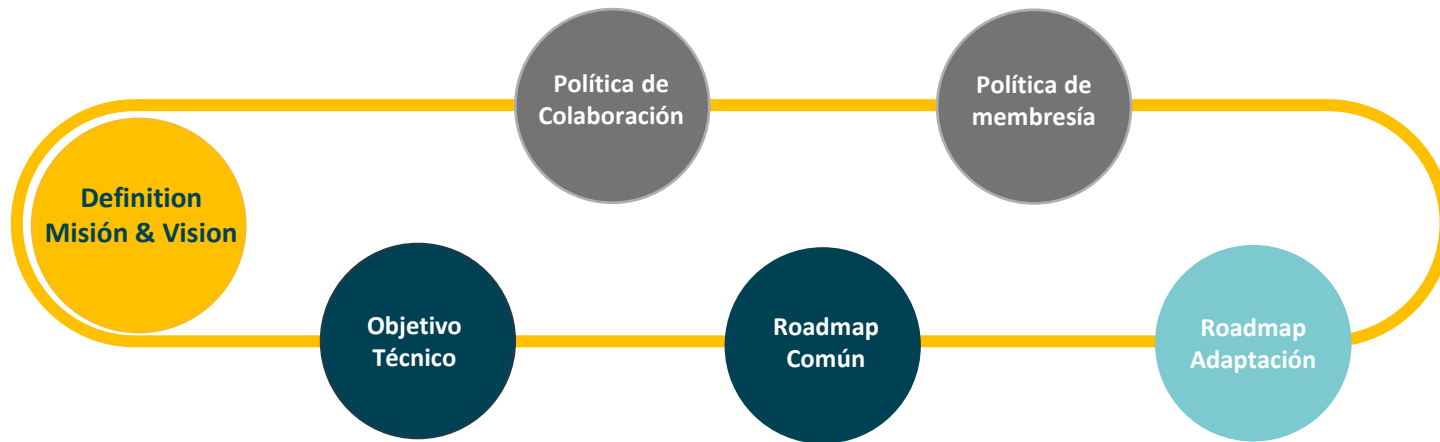 Política de
Colaboración
Política de
membresía
Definition
Misión & Vision
Objetivo
Técnico
Roadmap
Común
Roadmap
Adaptación